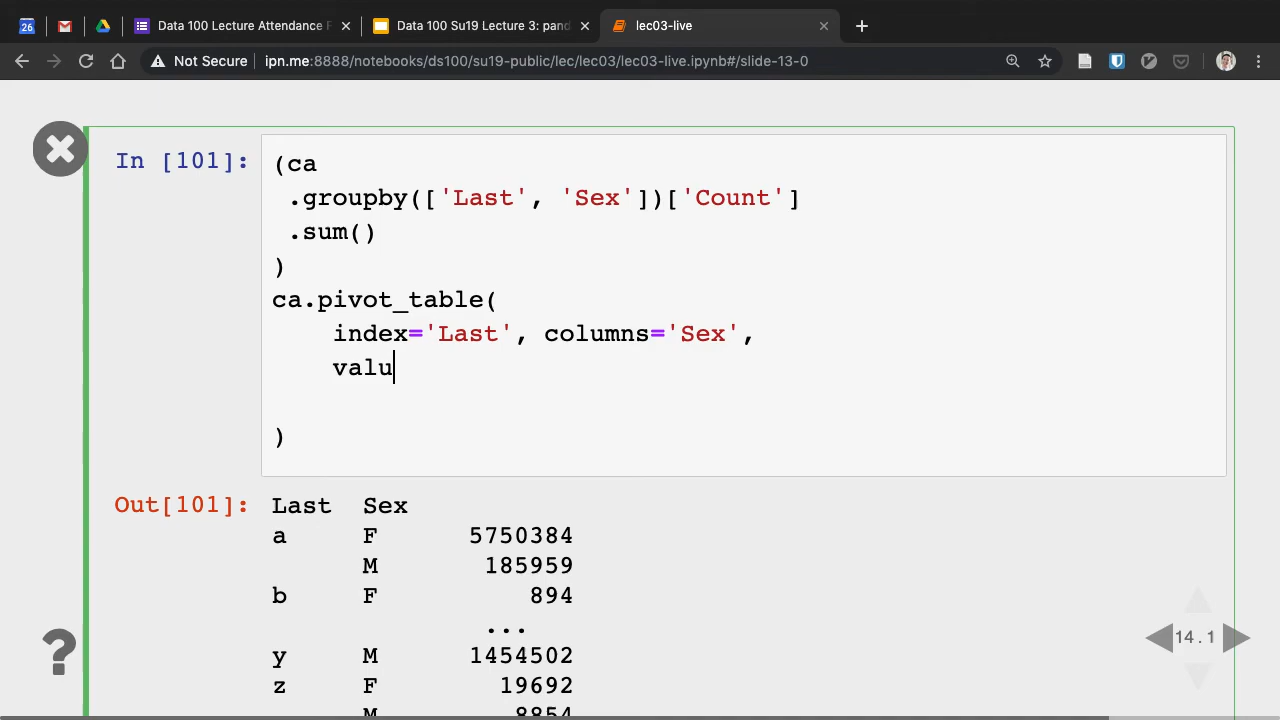 26 Data 100 Lecture Attendance F Data 100 Su19 Lecture 3: pand lec03-live
Not Secure ipn.me:8888/notebooks/ds100/su19-public/lec/lec03/lec03-live.ipynb#/slide-13-0
In [101]: (ca
.groupby(['Last', 'Sex'])['Count']
.sum()
)
ca.pivot_table(
index='Last', columns='Sex',
valu
)
Out[101]: Last Sex
a F 5750384
M 185959
b F 894
...
y M 1454502
z F 19692
M 8854
14.1
?